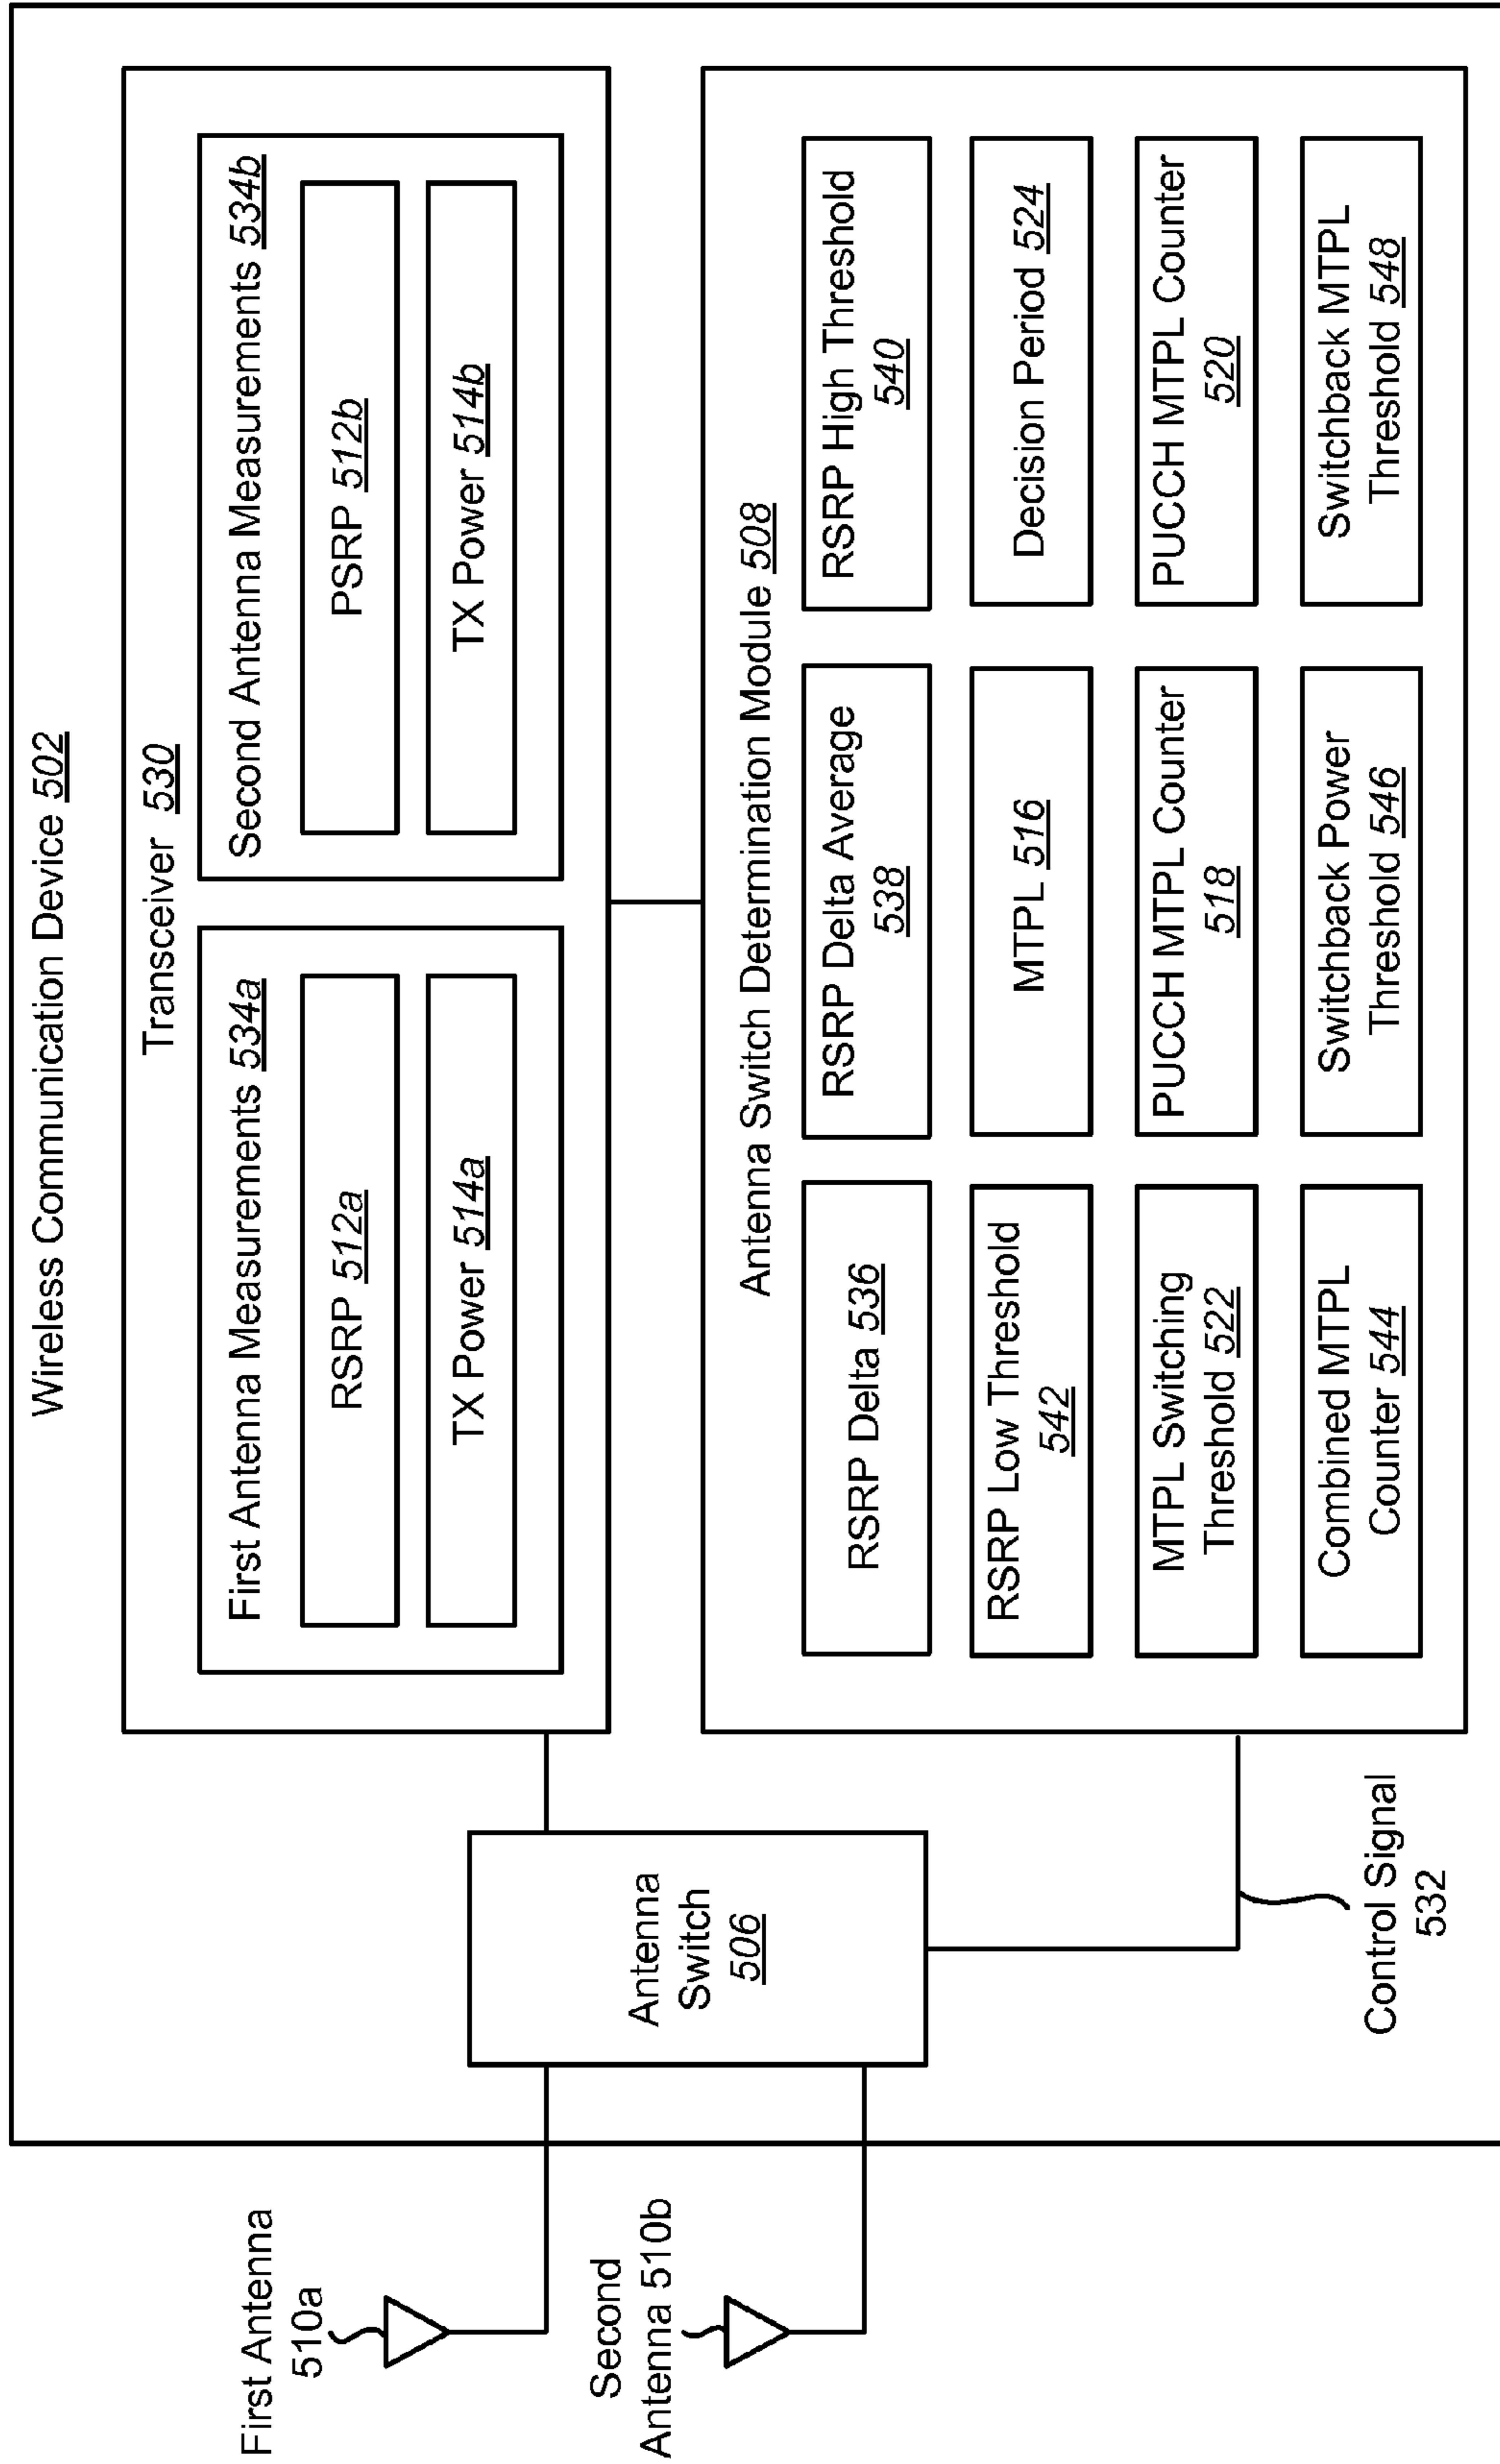 Wireless Communication Device 502
Transceiver 530
First Antenna Measurements 534a
RSRP 512a
TX Power 514a
Second Antenna Measurements 534b
PSRP 512b
TX Power 514b
First Antenna
510a
Second
Antenna 510b
Antenna
Switch
506
Control Signal
532
Antenna Switch Determination Module 508
RSRP Delta 536
RSRP Delta Average
538
RSRP High Threshold
540
RSRP Low Threshold
542
MTPL 516
Decision Period 524
MTPL Switching
Threshold 522
PUCCH MTPL Counter
518
PUCCH MTPL Counter
520
Combined MTPL
Counter 544
Switchback Power
Threshold 546
Switchback MTPL
Threshold 548